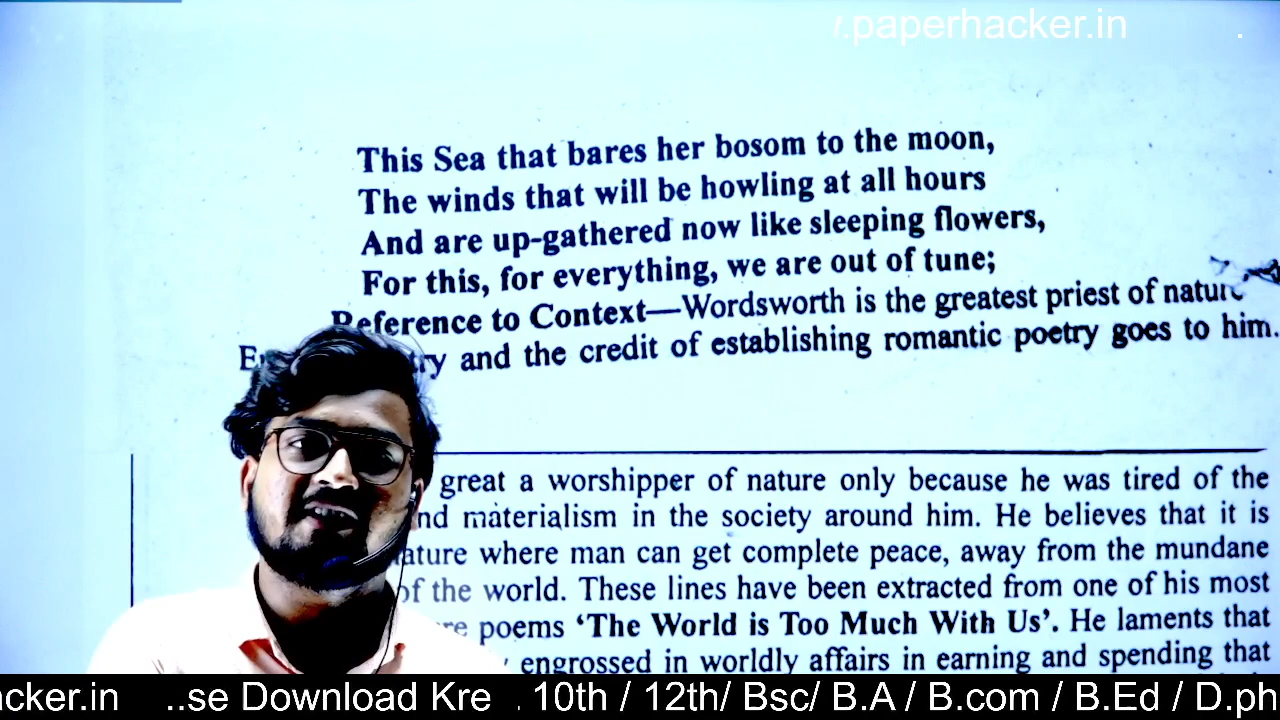 .paperhacker.in .
This Sea that bares her bosom to the moon,
The winds that will be howling at all hours
And are up-gathered now like sleeping flowers,
For this, for everything, we are out of tune;
Reference to Context—Wordsworth is the greatest priest of nature
and the credit of establishing romantic poetry goes to him.
great a worshipper of nature only because he was tired of the
nd materialism in the society around him. He believes that it is
ature where man can get complete peace, away from the mundane
of the world. These lines have been extracted from one of his most
re poems ‘The World is Too Much With Us’. He laments that
engrossed in worldly affairs in earning and spending that
acker.in ..se Download Kre . 10th / 12th/ Bsc/ B.A / B.com / B.Ed / D.ph